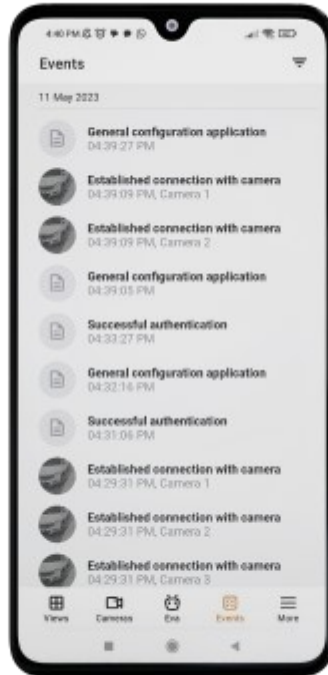 4:40 PM
Events
11 May 2023
General configuration application
04:39:27 PM
Established connection with camera
04:39:09 PM, Camera 1
Established connection with camera
04:39:09 PM, Camera 2
General configuration application
04:39:05 PM
Successful authentication
04:33:27 PM
General configuration application
04:32:16 PM
Successful authentication
04:31:06 PM
Established connection with camera
04:29:31 PM, Camera 1
Established connection with camera
04:29:31 PM, Camera 2
Established connection with camera
04:29:31 PM, Camera 3
Views Cameras Eva Events More